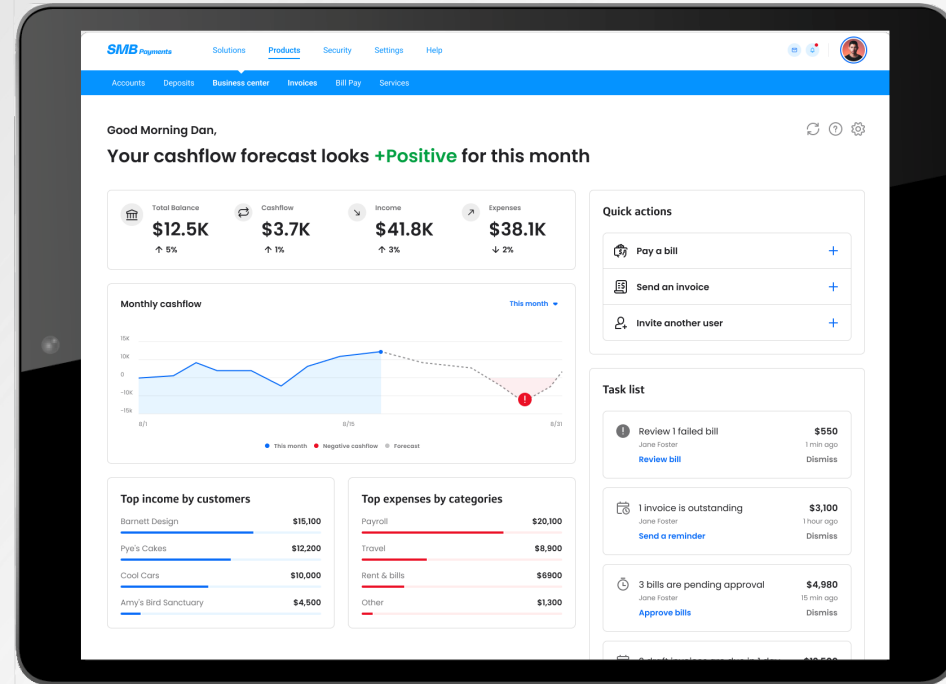 SMB Payments
Solutions Products Security Settings Help
Accounts Deposits Business center Invoices Bill Pay Services
Good Morning Dan,
Your cashflow forecast looks +Positive for this month
Total Balance
$12.5K
↑ 5%
Cashflow
$3.7K
↑ 1%
Income
$41.8K
↑ 3%
Expenses
$38.1K
↓ 2%
Monthly cashflow
This month
15K
10K
0
-10K
-15k
8/1 8/15 8/31
This month Negative cashflow Forecast
Top income by customers
Barnett Design $15,100
Pye's Cakes $12,200
Cool Cars $10,000
Amy's Bird Sanctuary $4,500
Top expenses by categories
Payroll $20,100
Travel $8,900
Rent & bills $6900
Other $1,300
Quick actions
Pay a bill
Send an invoice
Invite another user
Task list
Review 1 failed bill $550
Jane Foster 1 min ago
Review bill Dismiss
1 invoice is outstanding $3,100
Jane Foster 1 hour ago
Send a reminder Dismiss
3 bills are pending approval $4,980
Jane Foster 15 min ago
Approve bills Dismiss